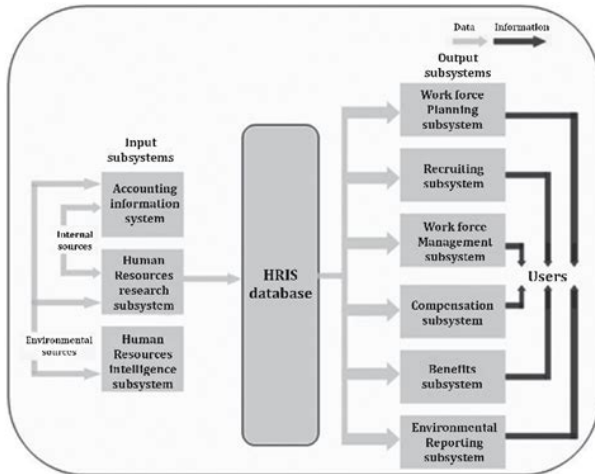 Data
Information
Output
subsystems
Work force
Planning
subsystem
Recruiting
subsystem
Work force
Management
subsystem
Compensation
subsystem
Benefits
subsystem
Environmental
Reporting
subsystem
Input
subsystems
Accounting
information
system
Internal
sources
Human
Resources
research
subsystem
Environmental
sources
Human
Resources
intelligence
subsystem
HRIS
database
Users